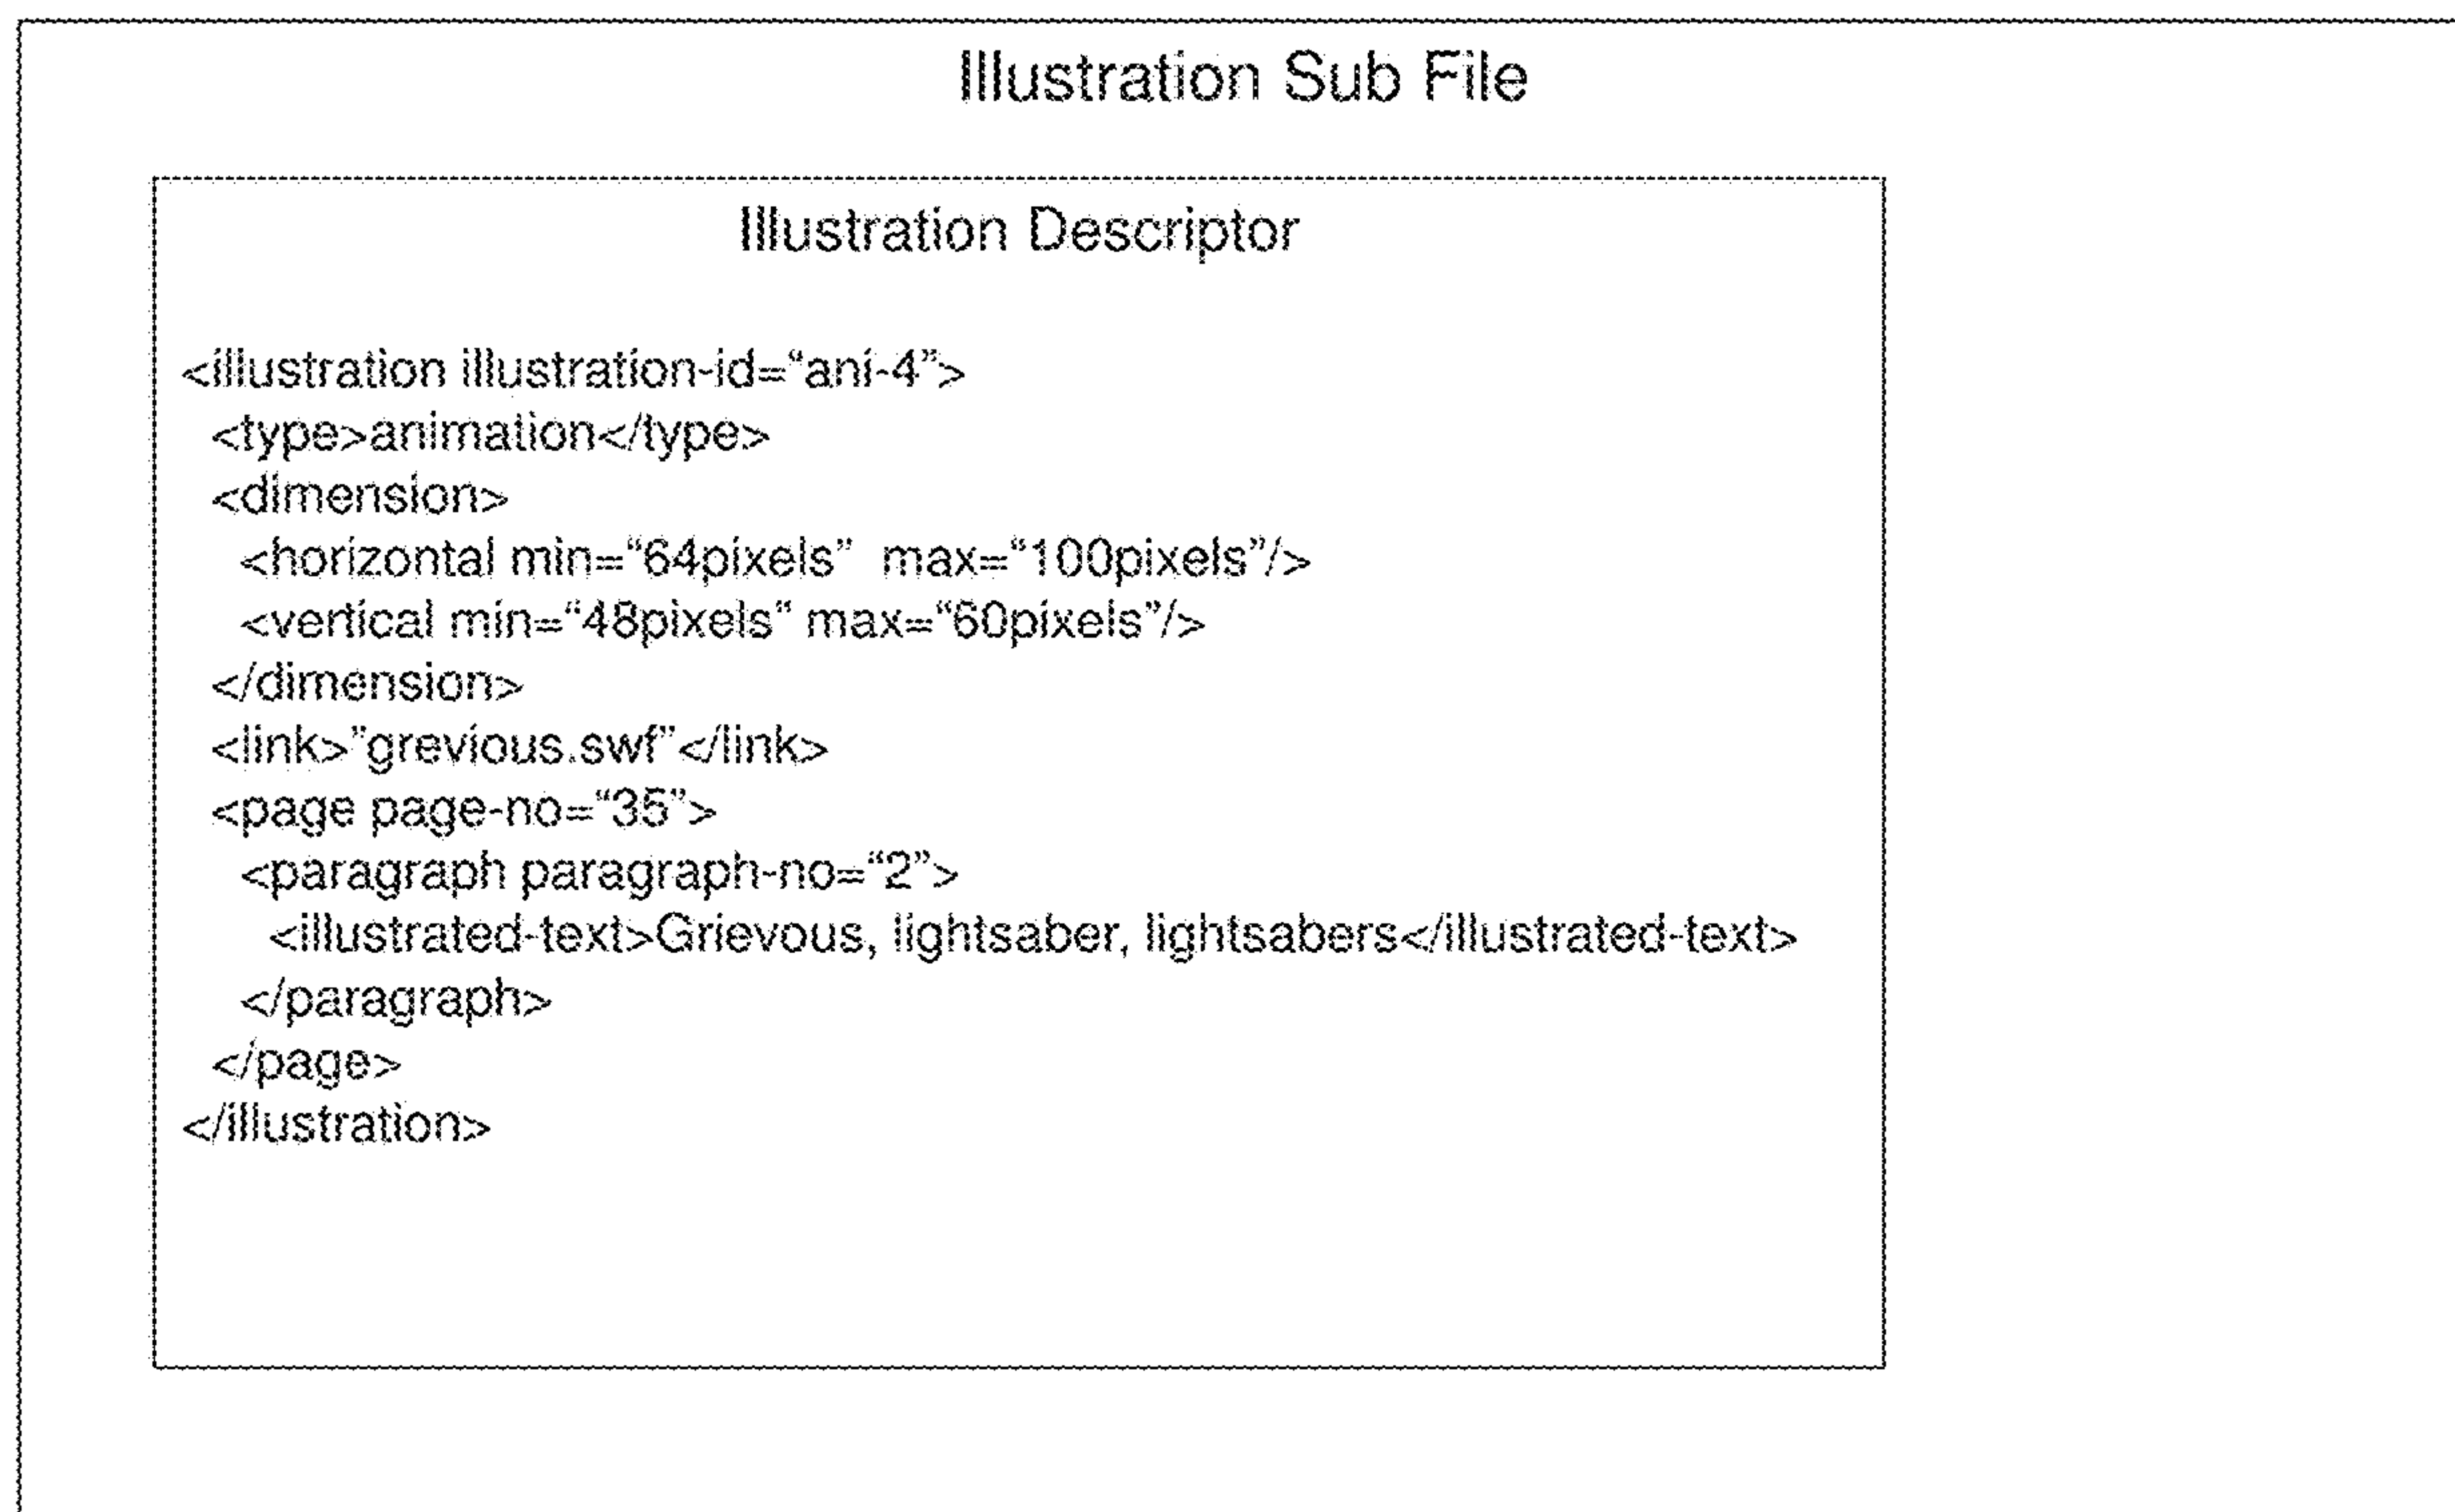 Illustration Sub File
Illustration Descriptor
<illustration illustration-id=“ani-4”>
<type>animation</type>
<dimension>
<horizontal min=“64pixels” max=“100pixels”/>
<vertical min=“48pixels“ max=“60pixels”/>
</dimension>
<link>”grevious.swf”</link>
<page page-no=“35”>
<paragraph paragraph-no=“2”>
<illustrated-text>Grievous, lightsaber, lightsabers</illustrated-text>
</paragraph>
</page>
</illustration>